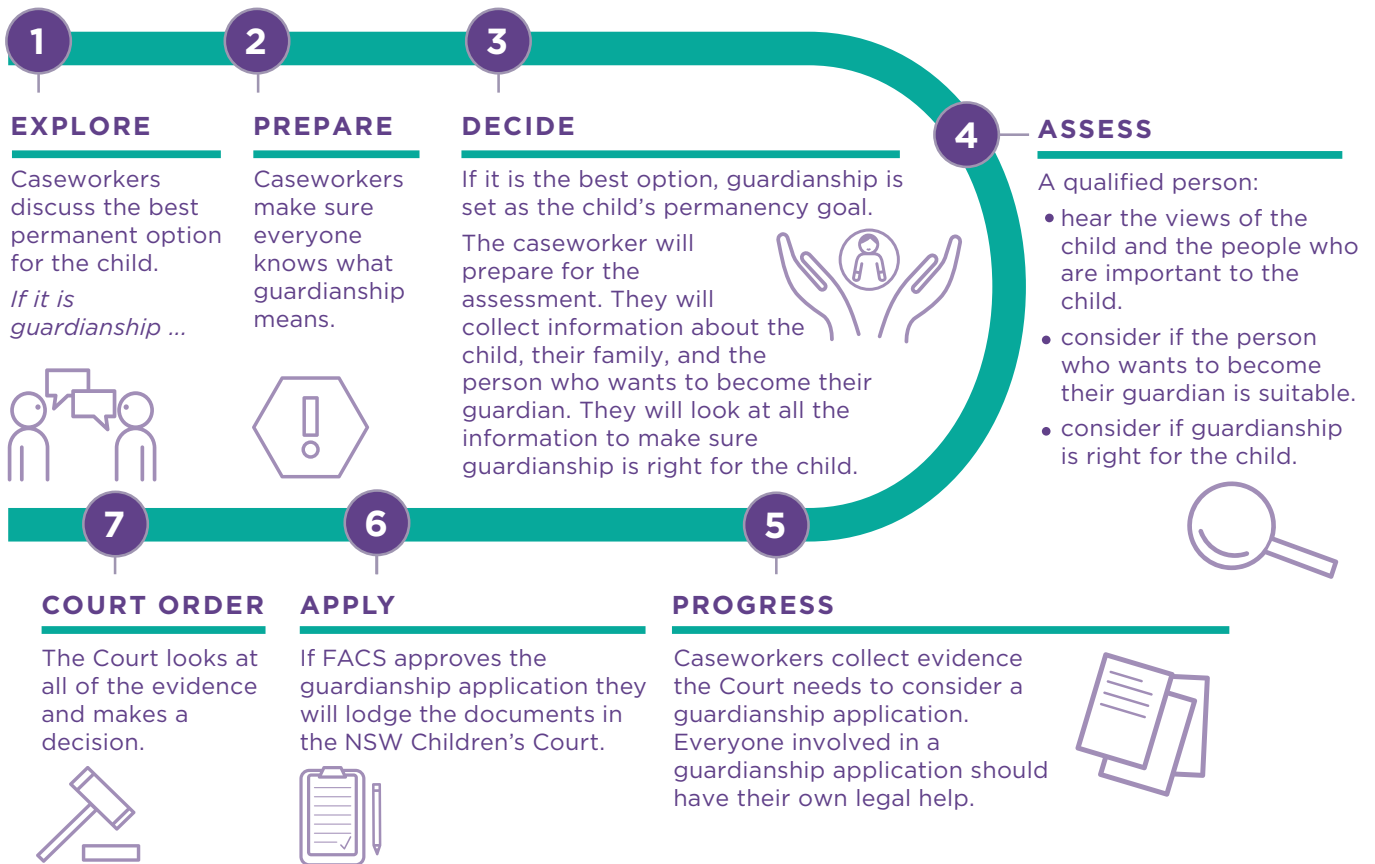 1
EXPLORE
Caseworkers
discuss the best
permanent option
for the child.
If it is
guardianship ...
2
PREPARE
Caseworkers
make sure
everyone
knows what
guardianship
means.
3
DECIDE
If it is the best option, guardianship is
set as the child’s permanency goal.
The caseworker will
prepare for the
assessment. They will
collect information about the
child, their family, and the
person who wants to become their
guardian. They will look at all the
information to make sure
guardianship is right for the child.
4
ASSESS
A qualified person:
• hear the views of the
child and the people who
are important to the
child.
• consider if the person
who wants to become
their guardian is suitable.
• consider if guardianship
is right for the child.
5
PROGRESS
Caseworkers collect evidence
the Court needs to consider a
guardianship application.
Everyone involved in a
guardianship application should
have their own legal help.
6
APPLY
If FACS approves the
guardianship application they
will lodge the documents in
the NSW Children’s Court.
7
COURT ORDER
The Court looks at
all of the evidence
and makes a
decision.